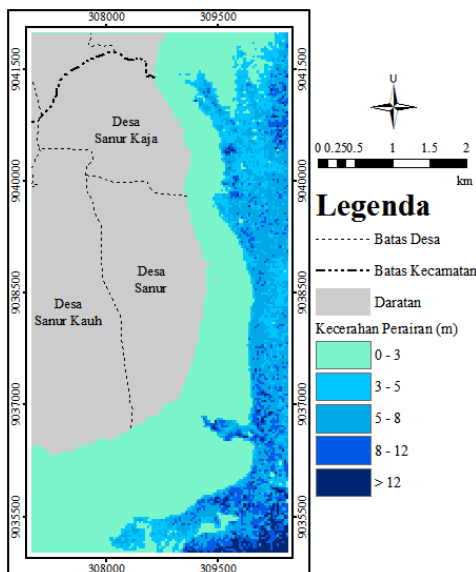 308000 309500
9041500
9040000
9038500
9037000
9035500
Desa
Sanur Kaja
Desa
Sanur
Desa
Sanur Kauh
9041500
9040000
9038500
9037000
9035500
308000 309500
U
0 0.25 0.5 1 1.5 2
km
Legenda
Batas Desa
Batas Kecamatan
Daratan
Kecerahan Perairan (m)
0 - 3
3 - 5
5 - 8
8 - 12
> 12